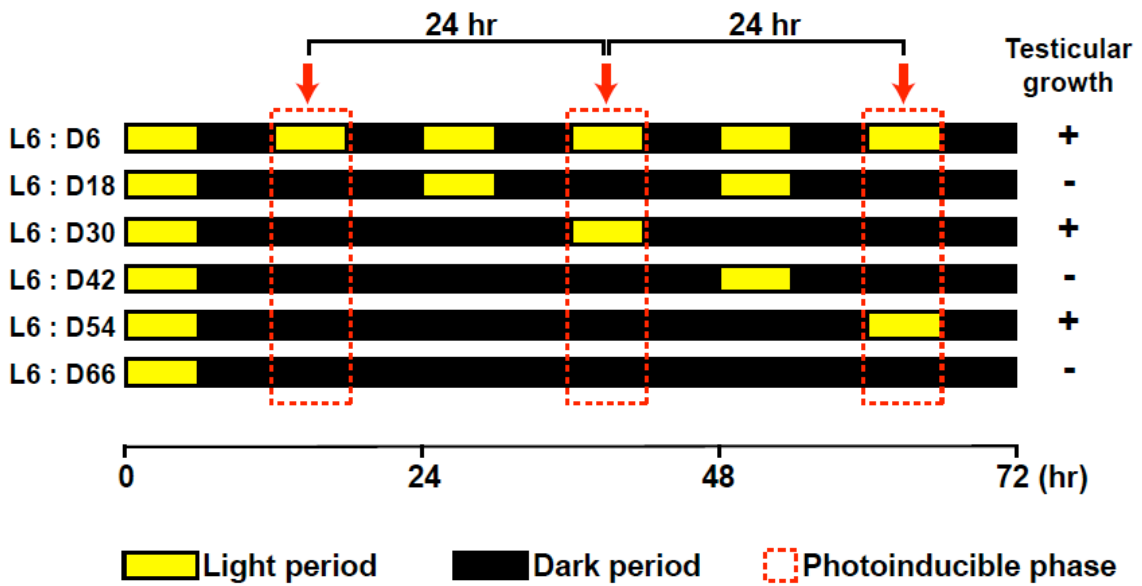 24 hr 24 hr
Testicular
growth
L6 : D6 +
L6 : D18 -
L6 : D30 +
L6 : D42 -
L6 : D54 +
L6 : D66 -
0 24 48 72 (hr)
Light period Dark period Photoinducible phase